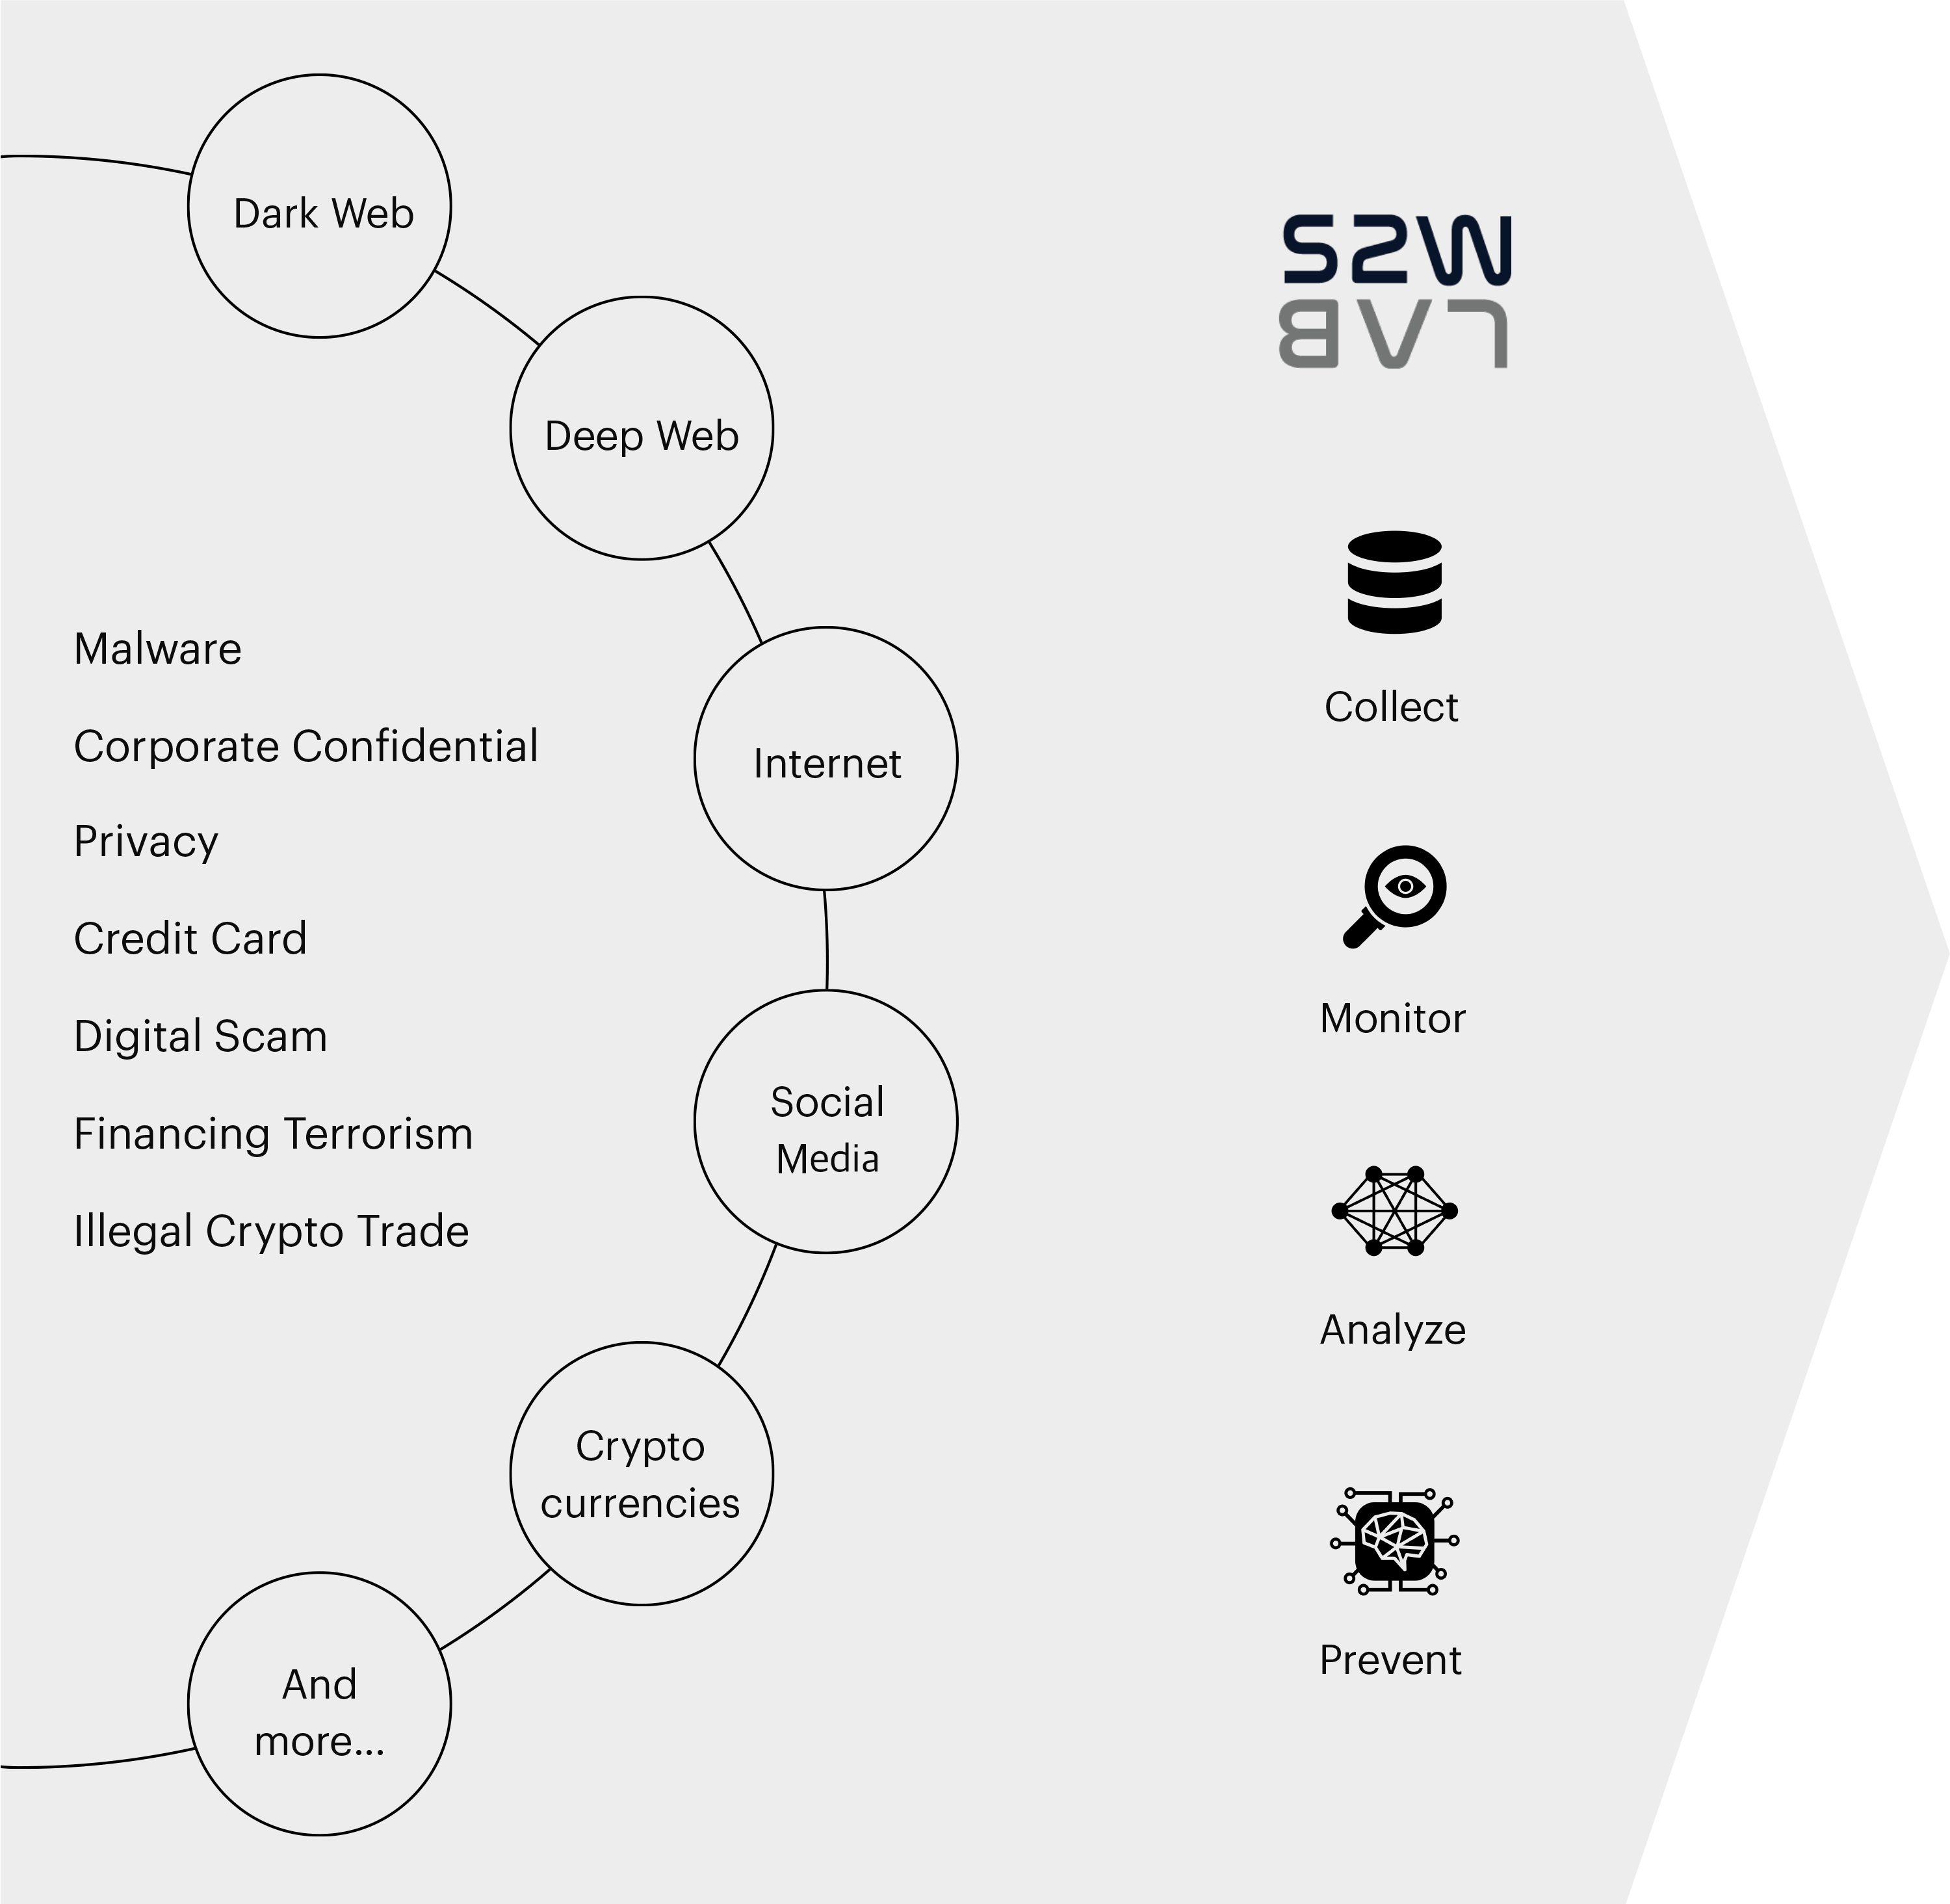 Dark Web
Deep Web
Internet
Social
Media
Crypto
currencies
And
more...
Malware
Corporate Confidential
Privacy
Credit Card
Digital Scam
Financing Terrorism
Illegal Crypto Trade
S2W
LAB
Collect
Monitor
Analyze
Prevent